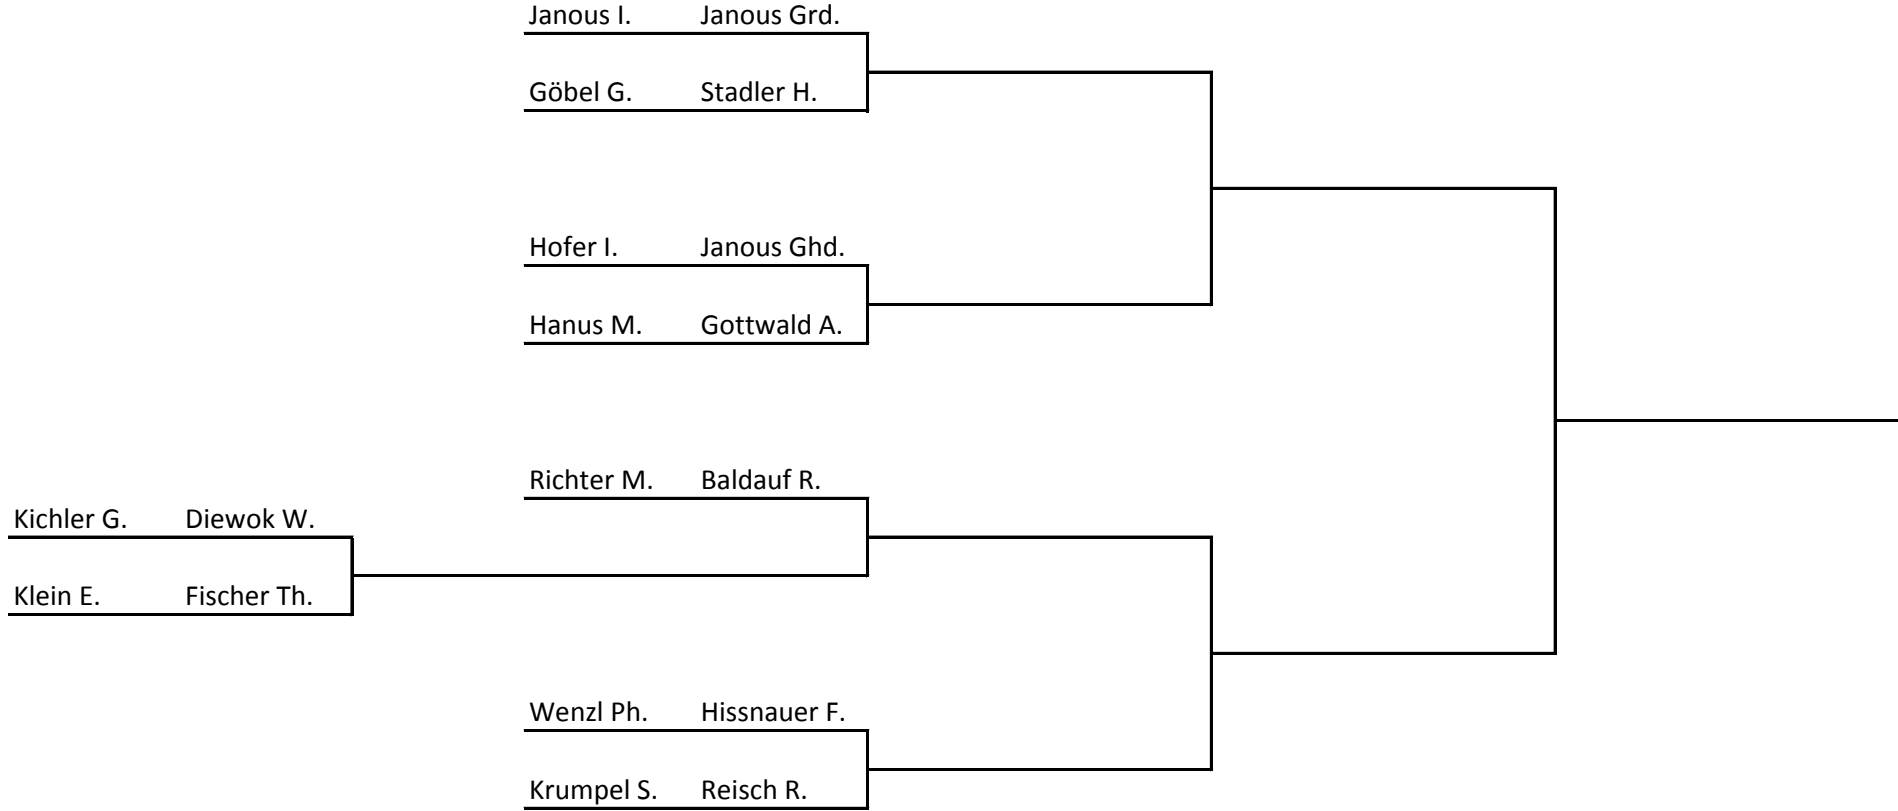 Janous I. Janous Grd.
Göbel G. Stadler H.
Hofer I. Janous Ghd.
Hanus M. Gottwald A.
Richter M. Baldauf R.
Kichler G. Diewok W.
Klein E. Fischer Th.
Wenzl Ph. Hissnauer F.
Krumpel S. Reisch R.